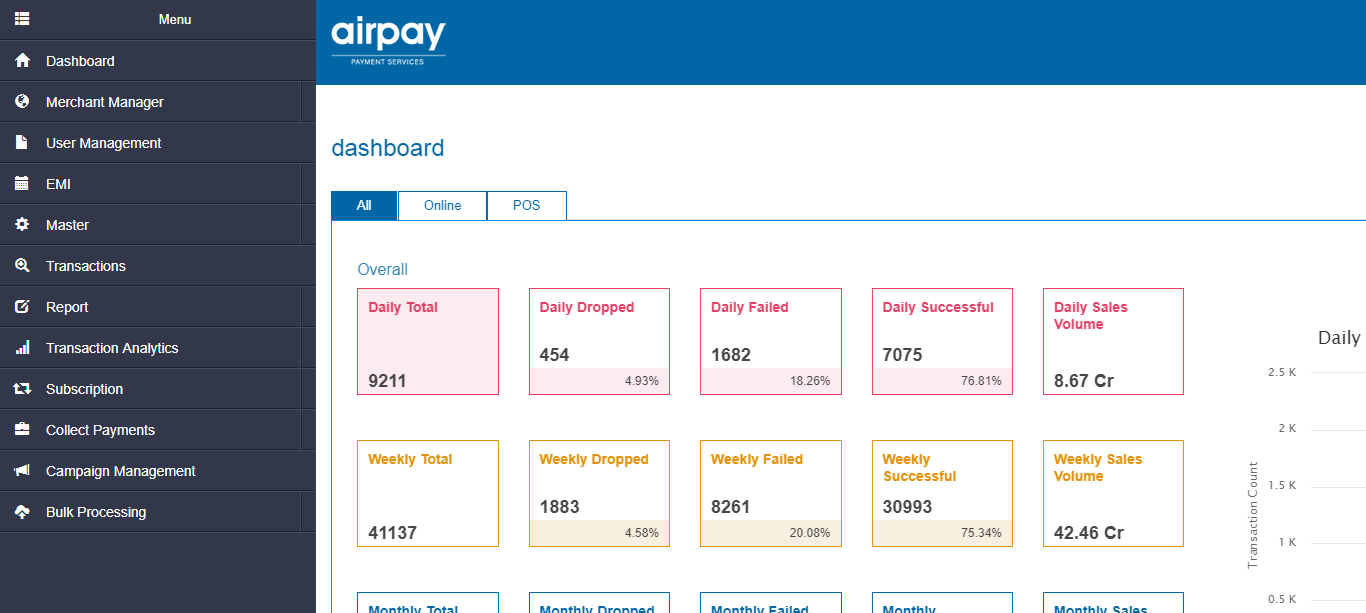 Menu
Dashboard
Merchant Manager
User Management
EMI
Master
Transactions
Report
Transaction Analytics
Subscription
Collect Payments
Campaign Management
Bulk Processing
airpay
PAYMENT SERVICES
dashboard
All Online POS
Overall
Daily Total
9211
Daily Dropped
454
4.93%
Daily Failed
1682
18.26%
Daily Successful
7075
76.81%
Daily Sales
Volume
8.67 Cr
Weekly Total
41137
Weekly Dropped
1883
4.58%
Weekly Failed
8261
20.08%
Weekly
Successful
30993
75.34%
Weekly Sales
Volume
42.46 Cr
Monthly Total
Monthly Dropped
Monthly Failed
Monthly
Monthly Sales
Daily
Transaction Count
2.5 K
2 K
1.5 K
1 K
0.5 K